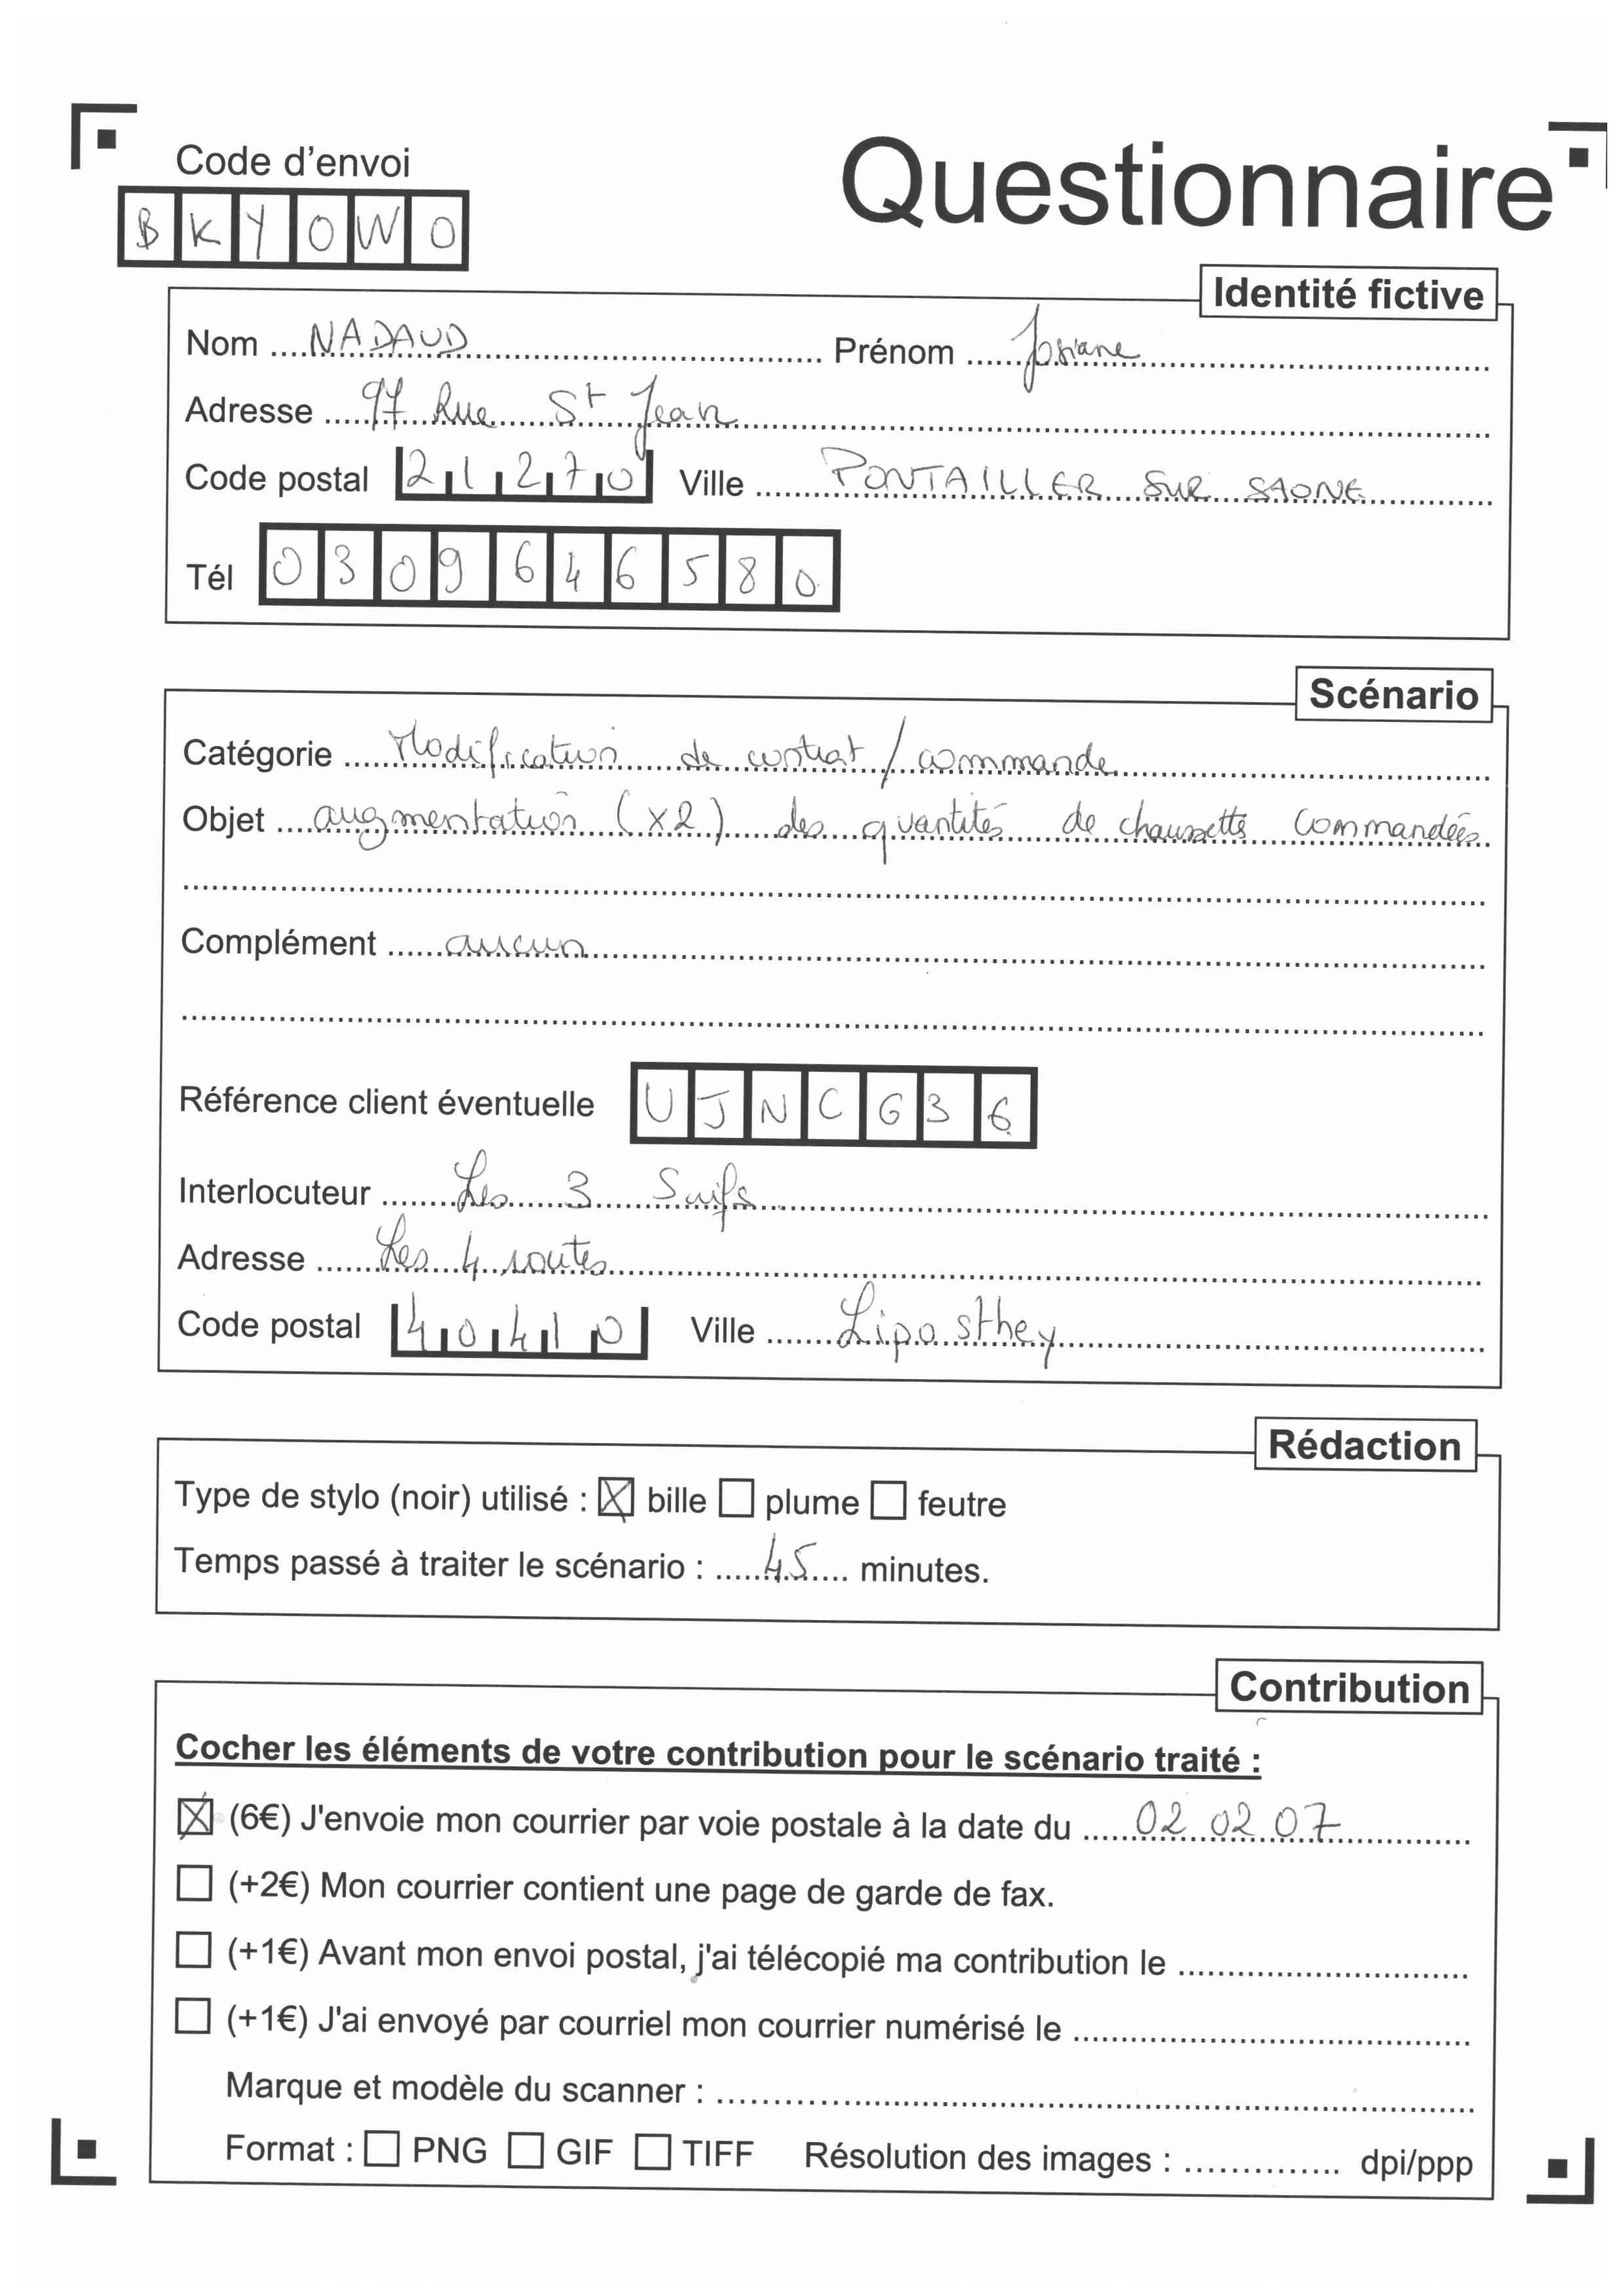 Code d'envoi
Questionnaire
BKYOWO
Identité fictive
Nom NADAUD Prénom Josiane
Adresse 97 Rue St Jean
Code postal 21270 Ville PONTAILLER SUR SAONE
Tél 0309646580
Scénario
Catégorie Modification de contrat / commande
Objet augmentation (x2) des quantités de chaussettes commandées
Complément aucun
Référence client éventuelle UJNCG36
Interlocuteur Les 3 Suifs
Adresse Les 4 routes
Code postal 40410 Ville Liposthey
Rédaction
Type de stylo (noir) utilisé : ☒ bille ☐ plume ☐ feutre
Temps passé à traiter le scénario : 45 minutes.
Contribution
Cocher les éléments de votre contribution pour le scénario traité :
☒ (6€) J'envoie mon courrier par voie postale à la date du 02 02 07
☐ (+2€) Mon courrier contient une page de garde de fax.
☐ (+1€) Avant mon envoi postal, j'ai télécopié ma contribution le
☐ (+1€) J'ai envoyé par courriel mon courrier numérisé le
Marque et modèle du scanner :
Format : ☐ PNG ☐ GIF ☐ TIFF Résolution des images : dpi/ppp